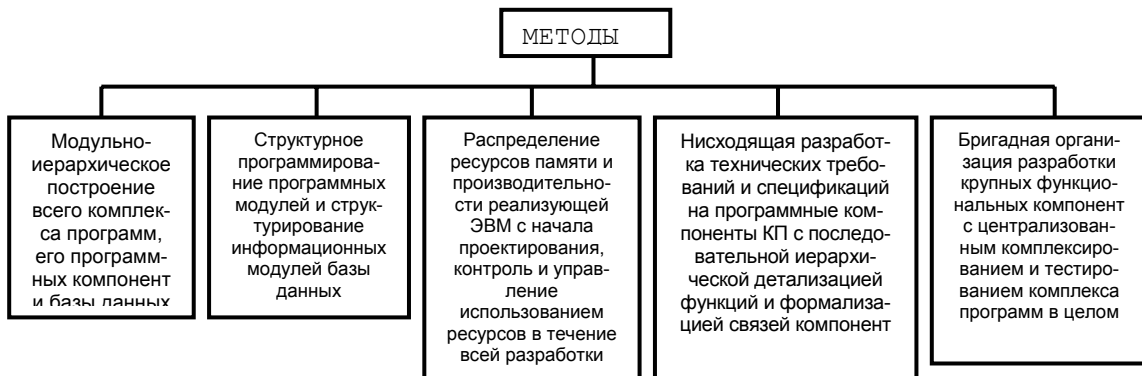 МЕТОДЫ
Модульно-
иерархическое
построение
всего комплек-
са программ,
его программ-
ных компонент
и базы данных
Структурное
программирова-
ние программных
модулей и струк-
турирование
информационных
модулей базы
данных
Распределение
ресурсов памяти и
производительно-
сти реализующей
ЭВМ с начала
проектирования,
контроль и управ-
ление
использованием
ресурсов в течение
всей разработки
Нисходящая разработ-
ка технических требо-
ваний и спецификаций
на программные ком-
поненты КП с последо-
вательной иерархи-
ческой детализацией
функций и формализа-
цией связей компонент
Бригадная органи-
зация разработки
крупных функцио-
нальных компонент
с централизован-
ным комплексиро-
ванием и тестиро-
ванием комплекса
программ в целом